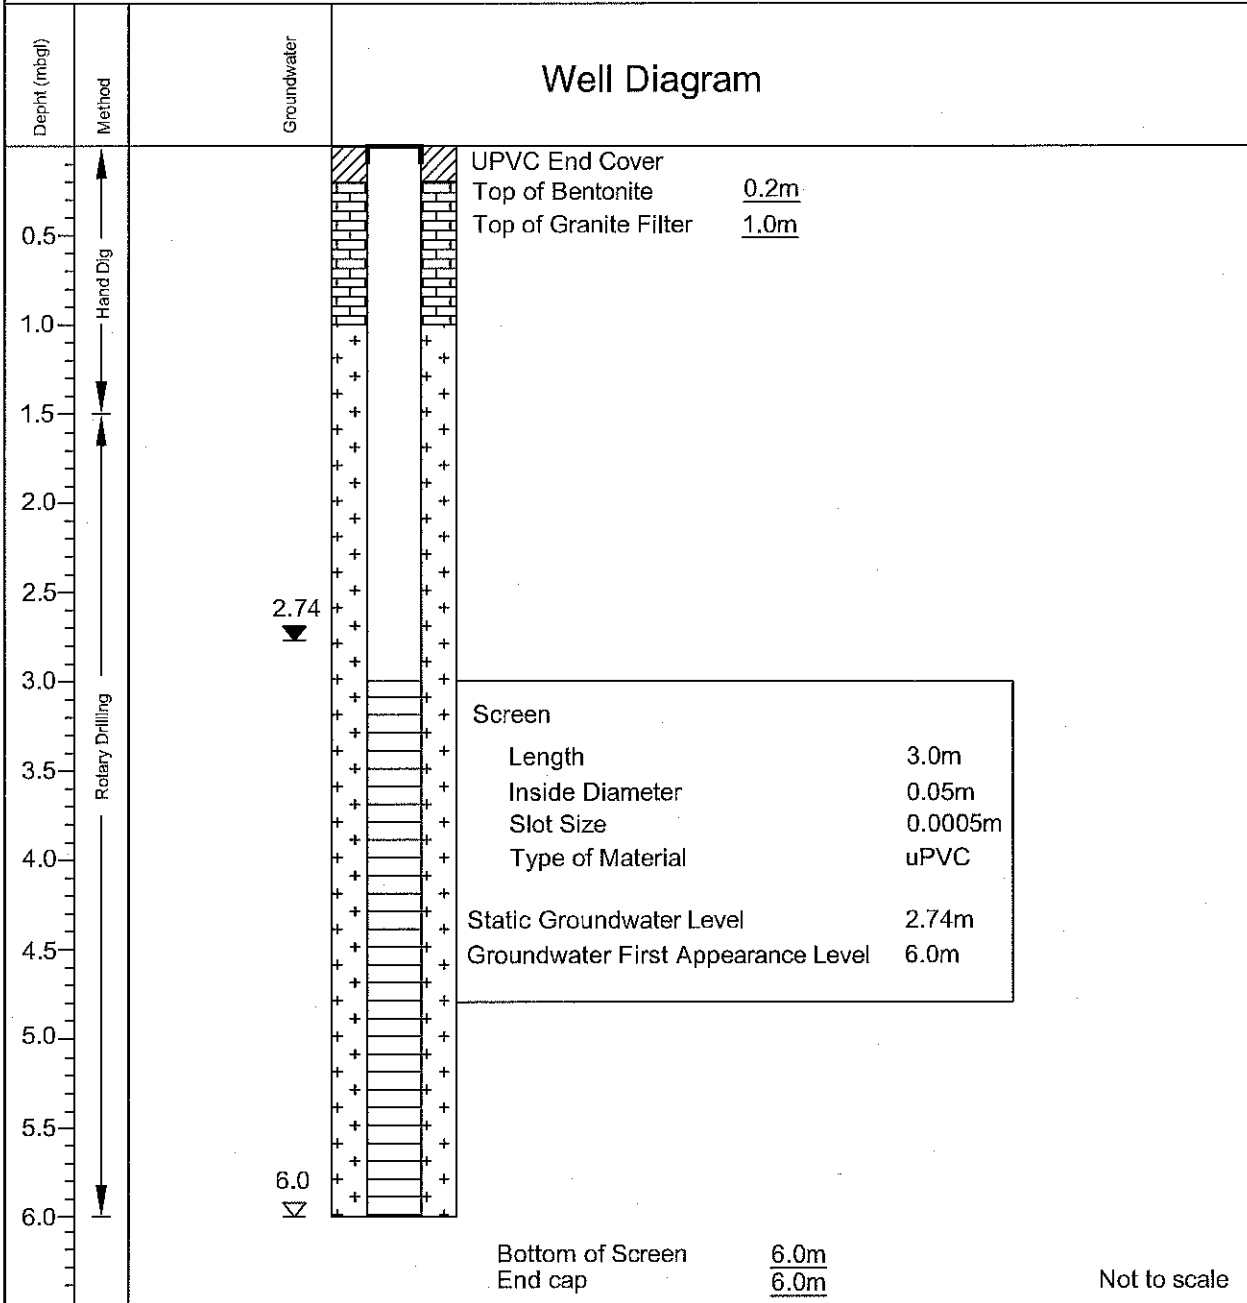 Depht (mbgl)
Method
Groundwater
Well Diagram
UPVC End Cover
Top of Bentonite 0.2m
Top of Granite Filter 1.0m
0.5
Hand Dig
1.0
1.5
2.0
2.5
2.74
3.0
Rotary Drilling
Screen
Length 3.0m
3.5
Inside Diameter 0.05m
Slot Size 0.0005m
4.0
Type of Material uPVC
Static Groundwater Level 2.74m
4.5
Groundwater First Appearance Level 6.0m
5.0
5.5
6.0
6.0
Bottom of Screen 6.0m
End cap 6.0m
Not to scale